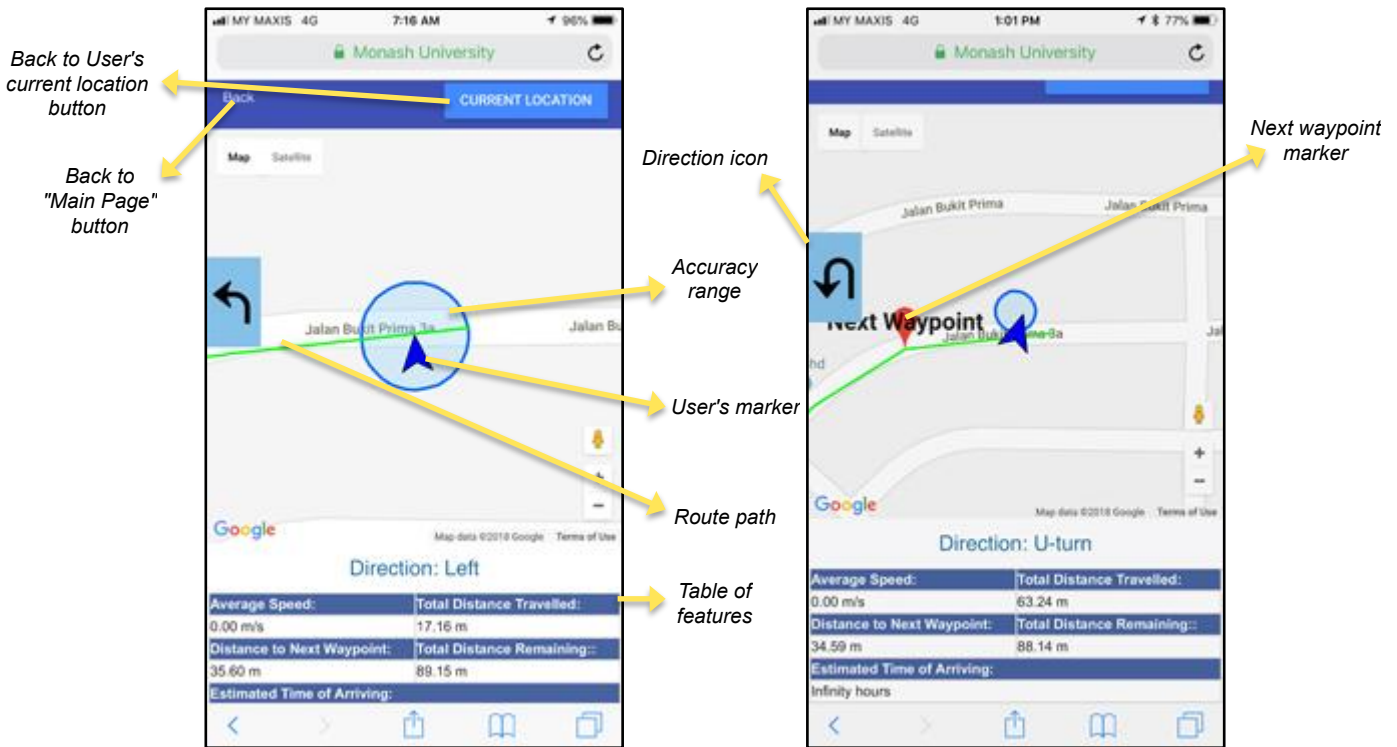 MY MAXIS 4G 7:16 AM 96%
Monash University
Back
CURRENT LOCATION
Map Satellite
Jalan Bukit Prima 3a
Jalan Bu
Google
Map data ©2018 Google Terms of Use
Direction: Left
Average Speed: Total Distance Travelled:
0.00 m/s 17.16 m
Distance to Next Waypoint: Total Distance Remaining::
35.60 m 89.15 m
Estimated Time of Arriving:
Back to User's
current location
button
Back to
"Main Page"
button
Accuracy
range
User's marker
Route path
Table of
features
Direction icon
Next waypoint
marker
MY MAXIS 4G 1:01 PM 77%
Monash University
Map Satellite
Jalan Bukit Prima
Jalan Bukit Prima
Next Waypoint
Jalan Bukit Prima 3a
Jal
hd
Google
Map data ©2018 Google Terms of Use
Direction: U-turn
Average Speed: Total Distance Travelled:
0.00 m/s 63.24 m
Distance to Next Waypoint: Total Distance Remaining::
34.59 m 88.14 m
Estimated Time of Arriving:
Infinity hours